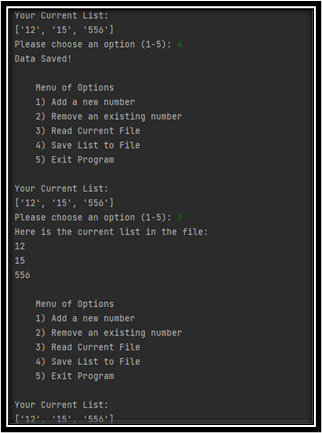 Your Current List:
['12', '15', '556']
Please choose an option (1-5): 4
Data Saved!
Menu of Options
1) Add a new number
2) Remove an existing number
3) Read Current File
4) Save List to File
5) Exit Program
Your Current List:
['12', '15', '556']
Please choose an option (1-5): 3
Here is the current list in the file:
12
15
556
Menu of Options
1) Add a new number
2) Remove an existing number
3) Read Current File
4) Save List to File
5) Exit Program
Your Current List:
['12', '15', '556']